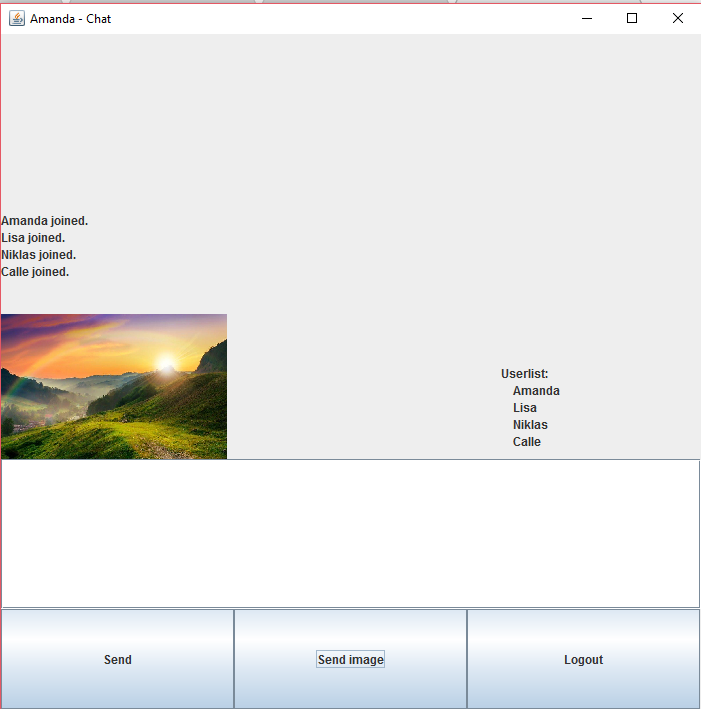 Amanda - Chat
Amanda joined.
Lisa joined.
Niklas joined.
Calle joined.
Userlist:
Amanda
Lisa
Niklas
Calle
Send
Send image
Logout